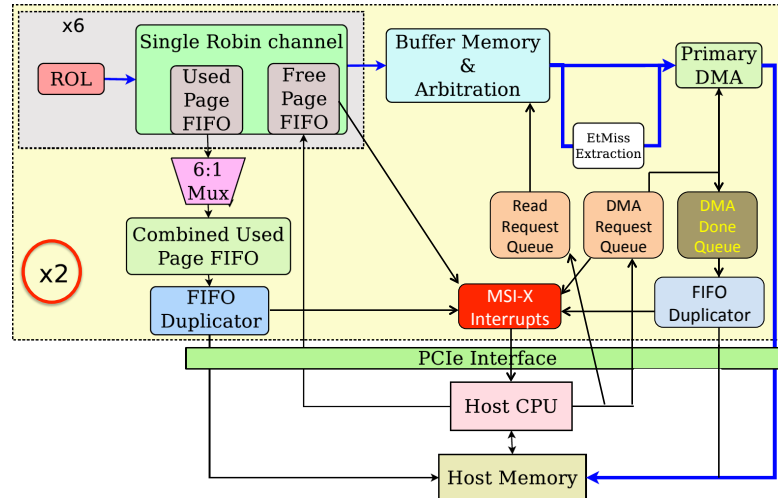 x6
Single Robin channel
ROL
Used
Page
FIFO
Free
Page
FIFO
Buffer Memory
&
Arbitration
Primary
DMA
EtMiss
Extraction
6:1
Mux
Read
Request
Queue
DMA
Request
Queue
DMA
Done
Queue
Combined Used
Page FIFO
x2
FIFO
Duplicator
MSI-X
Interrupts
FIFO
Duplicator
PCIe Interface
Host CPU
Host Memory